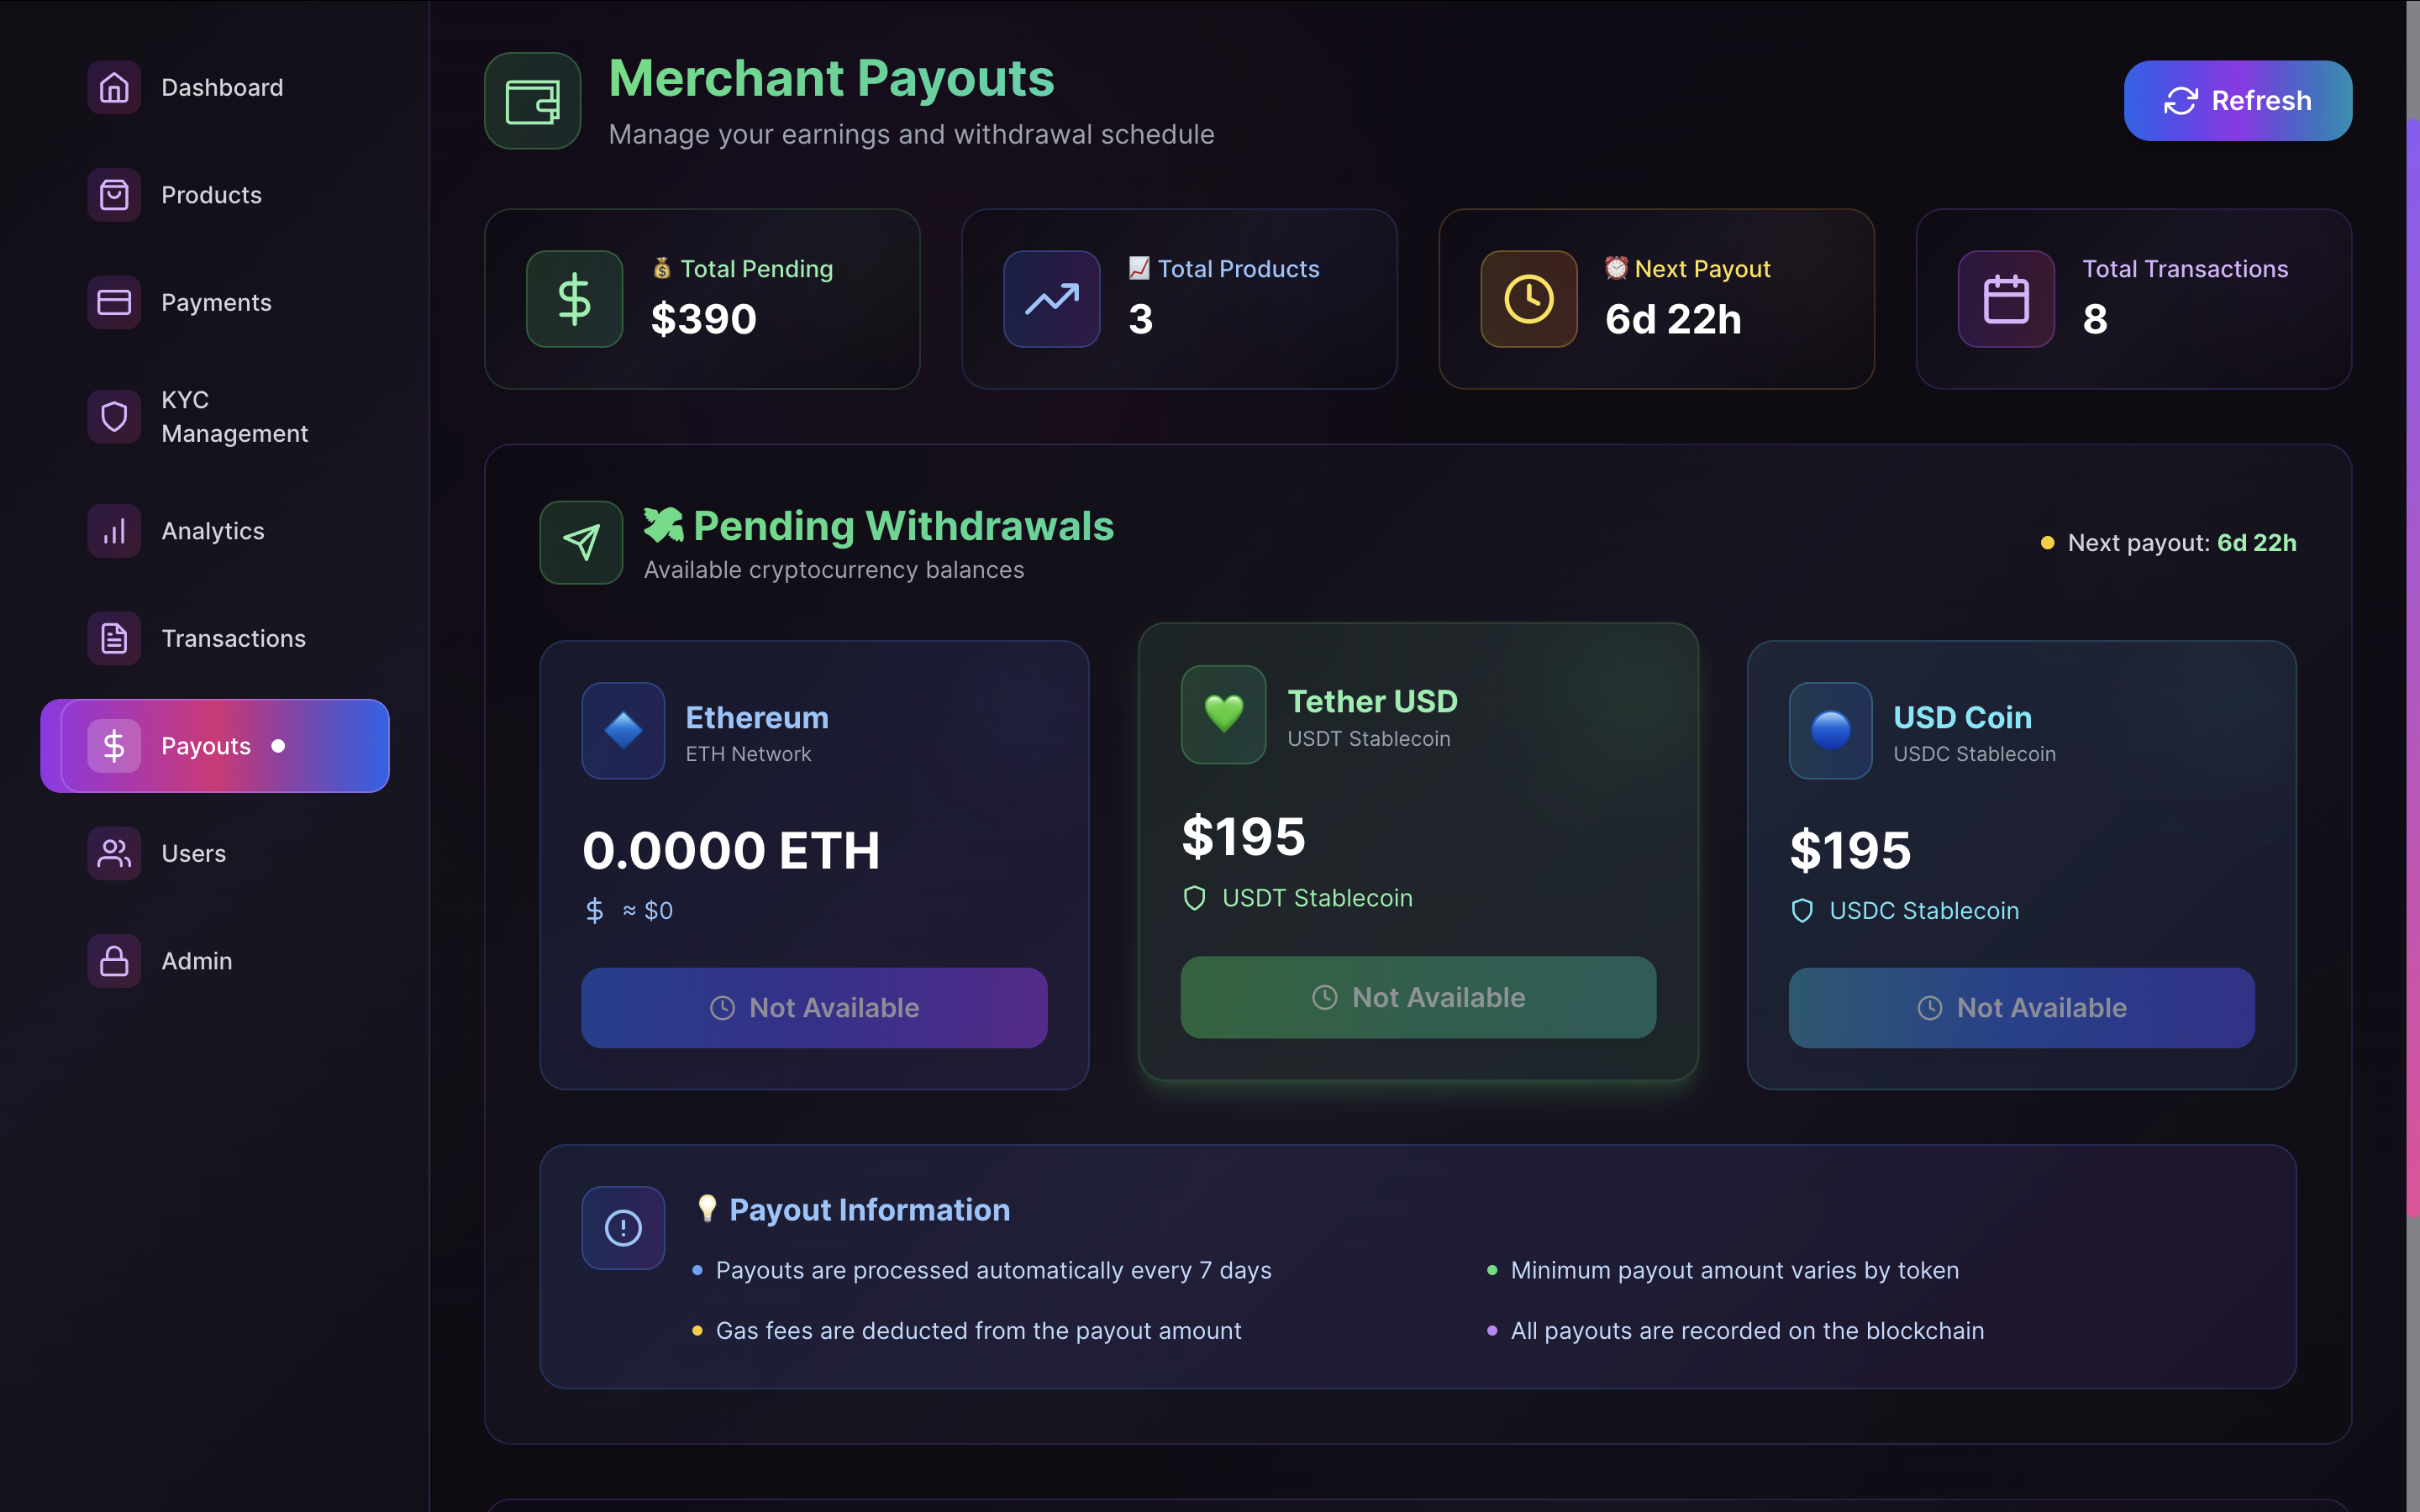 Dashboard
Products
Payments
KYC
Management
Analytics
Transactions
Payouts
Users
Admin
Merchant Payouts
Manage your earnings and withdrawal schedule
Refresh
Total Pending
$390
Total Products
3
Next Payout
6d 22h
Total Transactions
8
Pending Withdrawals
Available cryptocurrency balances
Next payout: 6d 22h
Ethereum
ETH Network
0.0000 ETH
≈ $0
Not Available
Tether USD
USDT Stablecoin
$195
USDT Stablecoin
Not Available
USD Coin
USDC Stablecoin
$195
USDC Stablecoin
Not Available
Payout Information
Payouts are processed automatically every 7 days
Minimum payout amount varies by token
Gas fees are deducted from the payout amount
All payouts are recorded on the blockchain